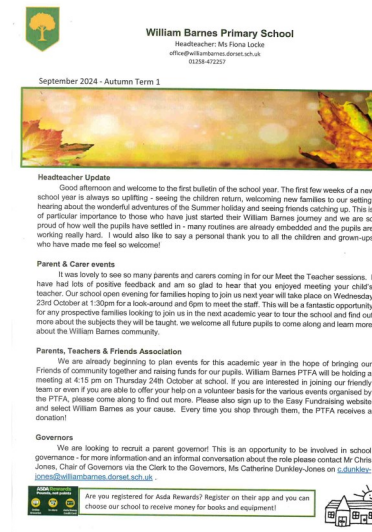 William Barnes Primary School
Headteacher: Ms Fiona Locke
office@williambarnes.dorset.sch.uk
01258-472257
September 2024 - Autumn Term 1
Headteacher Update
Good afternoon and welcome to the first bulletin of the school year. The first few weeks of a new
school year is always so uplifting - seeing the children return, welcoming new families to our setting,
hearing about the wonderful adventures of the Summer holiday and seeing friends catching up. This is
of particular importance to those who have just started their William Barnes journey and we are so
proud of how well the pupils have settled in - many routines are already embedded and the pupils are
working really hard. I would also like to say a personal thank you to all the children and grown-ups
who have made me feel so welcome!
Parent & Carer events
It was lovely to see so many parents and carers coming in for our Meet the Teacher sessions. I
have had lots of positive feedback and am so glad to hear that you enjoyed meeting your child's
teacher. Our school open evening for families hoping to join us next year will take place on Wednesday
23rd October at 1:30pm for a look-around and 6pm to meet the staff. This will be a fantastic opportunity
for any prospective families looking to join us in the next academic year to tour the school and find out
more about the subjects they will be taught. we welcome all future pupils to come along and learn more
about the William Barnes community.
Parents, Teachers & Friends Association
We are already beginning to plan events for this academic year in the hope of bringing our
Friends of community together and raising funds for our pupils. William Barnes PTFA will be holding a
meeting at 4:15 pm on Thursday 24th October at school. If you are interested in joining our friendly
team or even if you are able to offer your help on a volunteer basis for the various events organised by
the PTFA, please come along to find out more. Please also sign up to the Easy Fundraising website
and select William Barnes as your cause. Every time you shop through them, the PTFA receives a
donation!
Governors
We are looking to recruit a parent governor! This is an opportunity to be involved in school
governance - for more information and an informal conversation about the role please contact Mr Chris
Jones, Chair of Governors via the Clerk to the Governors, Ms Catherine Dunkley-Jones on c.dunkley-
jones@williambarnes.dorset.sch.uk .
ASDA Rewards
Pounds, not points
Are you registered for Asda Rewards? Register on their app and you can
choose our school to receive money for books and equipment!